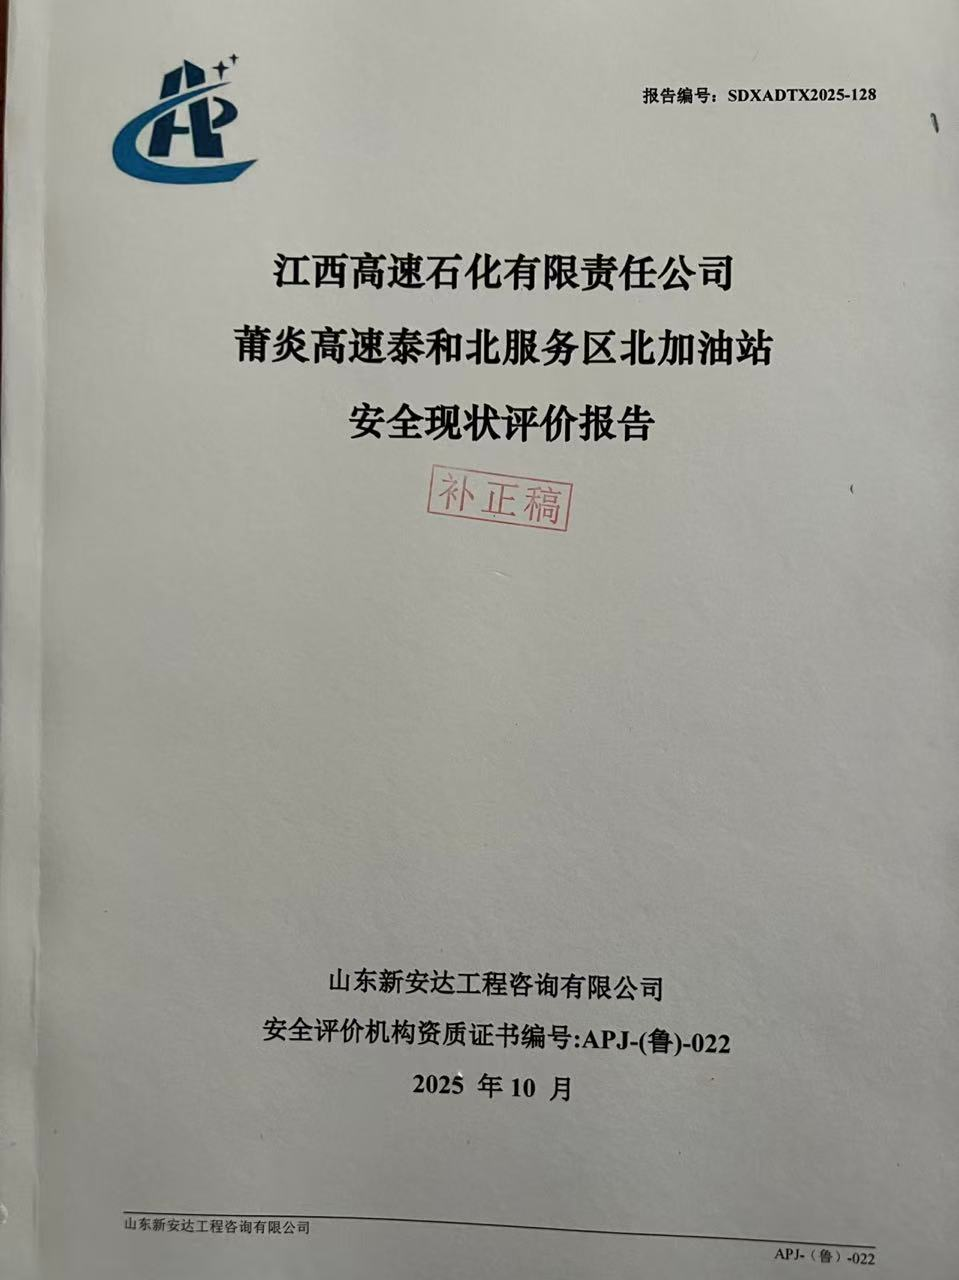 报告编号：SDXADTX2025-128
江西高速石化有限责任公司
莆炎高速泰和北服务区北加油站
安全现状评价报告
补正稿
山东新安达工程咨询有限公司
安全评价机构资质证书编号:APJ-(鲁)-022
2025 年 10 月
山东新安达工程咨询有限公司
APJ-（鲁）-022